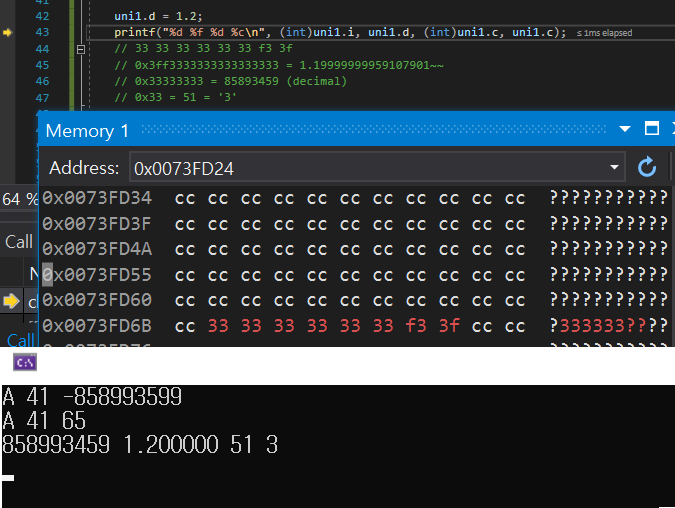 41
42 uni1.d = 1.2;
43 printf("%d %f %d %c\n", (int)uni1.i, uni1.d, (int)uni1.c, uni1.c); ≤ 1ms elapsed
44 // 33 33 33 33 33 33 f3 3f
45 // 0x3ff3333333333333333 = 1.19999999959107901~~
46 // 0x33333333 = 85893459 (decimal)
47 // 0x33 = 51 = '3'
Memory 1
Address: 0x0073FD24
64 %
0x0073FD34 cc cc cc cc cc cc cc cc cc cc cc ???????????
0x0073FD3F cc cc cc cc cc cc cc cc cc cc cc ???????????
Call
0x0073FD4A cc cc cc cc cc cc cc cc cc cc cc ???????????
0x0073FD55 cc cc cc cc cc cc cc cc cc cc cc ???????????
0x0073FD60 cc cc cc cc cc cc cc cc cc cc cc ???????????
0x0073FD6B cc 33 33 33 33 33 33 f3 3f cc cc ?333333????
Call
C:\
A 41 -858993599
A 41 65
858993459 1.200000 51 3